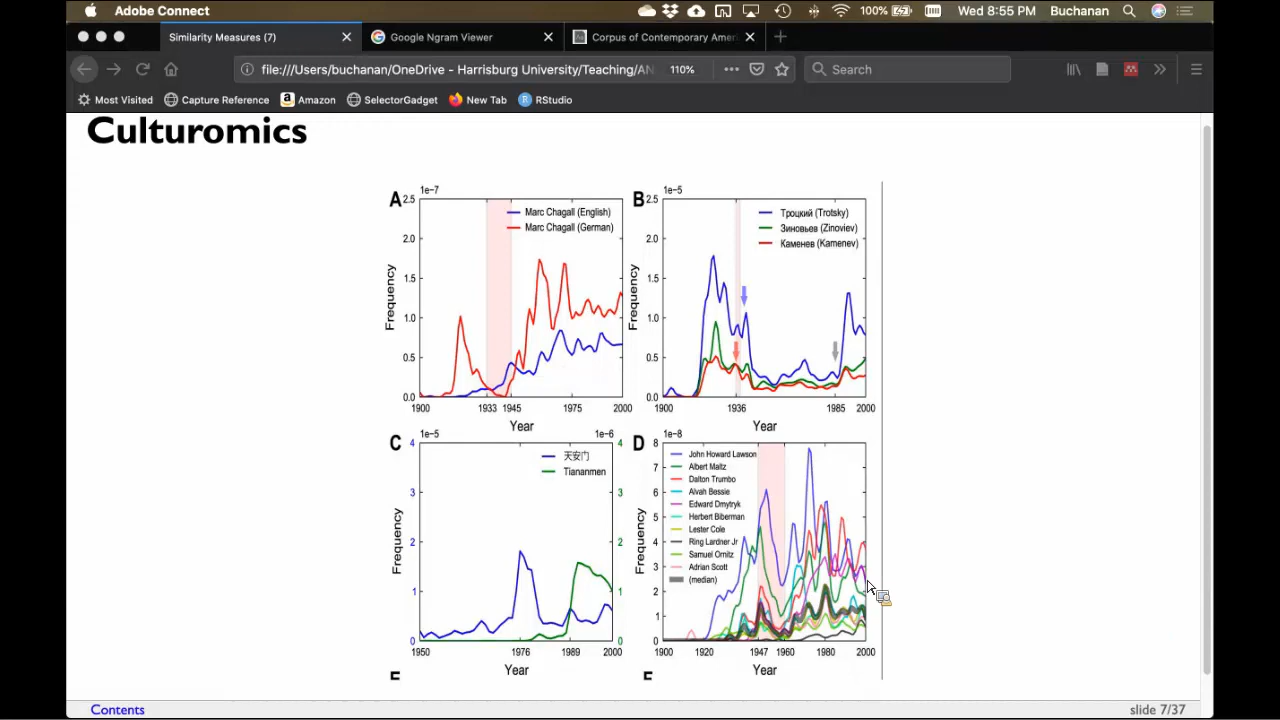 Adobe Connect
100%
Wed 8:55 PM
Buchanan
Similarity Measures (7)
Google Ngram Viewer
Corpus of Contemporary Amer
file:///Users/buchanan/OneDrive - Harrisburg University/Teaching/AN
110%
Search
Most Visited
Capture Reference
Amazon
SelectorGadget
New Tab
RStudio
Culturomics
A
1e-7
2.5
2.0
1.5
1.0
0.5
0.0
Frequency
Marc Chagall (English)
Marc Chagall (German)
1900 1933 1945 1975 2000
Year
B
1e-5
2.5
2.0
1.5
1.0
0.5
0.0
Frequency
Троцкий (Trotsky)
Зиновьев (Zinoviev)
Каменев (Kamenev)
1900 1936 1985 2000
Year
C
1e-5
1e-6
4
3
2
1
0
Frequency
天安门
Tiananmen
4
3
2
1
0
1950 1976 1989 2000
Year
D
1e-8
8
7
6
5
4
3
2
1
0
Frequency
John Howard Lawson
Albert Maltz
Dalton Trumbo
Alvah Bessie
Edward Dmytryk
Herbert Biberman
Lester Cole
Ring Lardner Jr
Samuel Ornitz
Adrian Scott
(median)
1900 1920 1947 1960 1980 2000
Year
Contents
slide 7/37